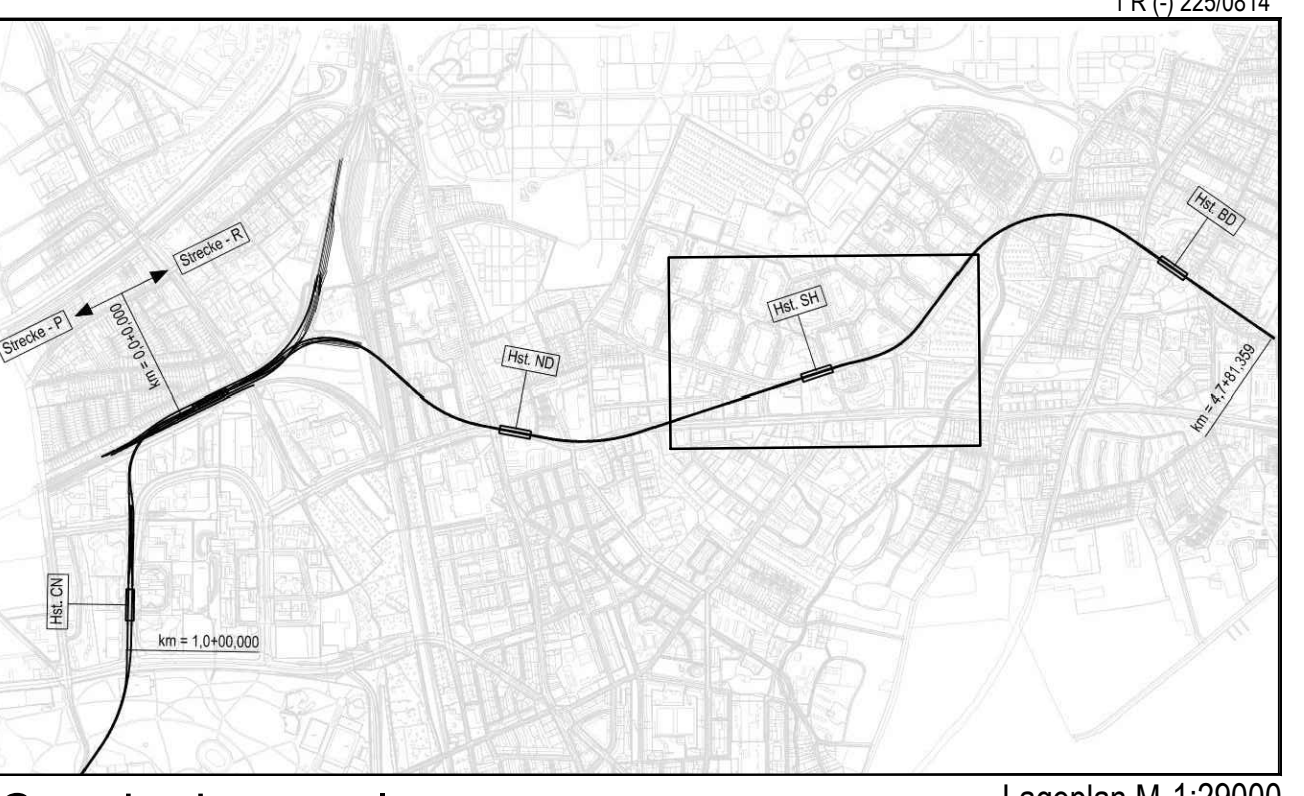 Strecke - R
Strecke - P
km = 0,0+0,000
Hst. CN
km = 1,0+00,000
Hst. ND
Hst. SH
Hst. BD
km = 4,7+81,359
Lageplan M 1:29000